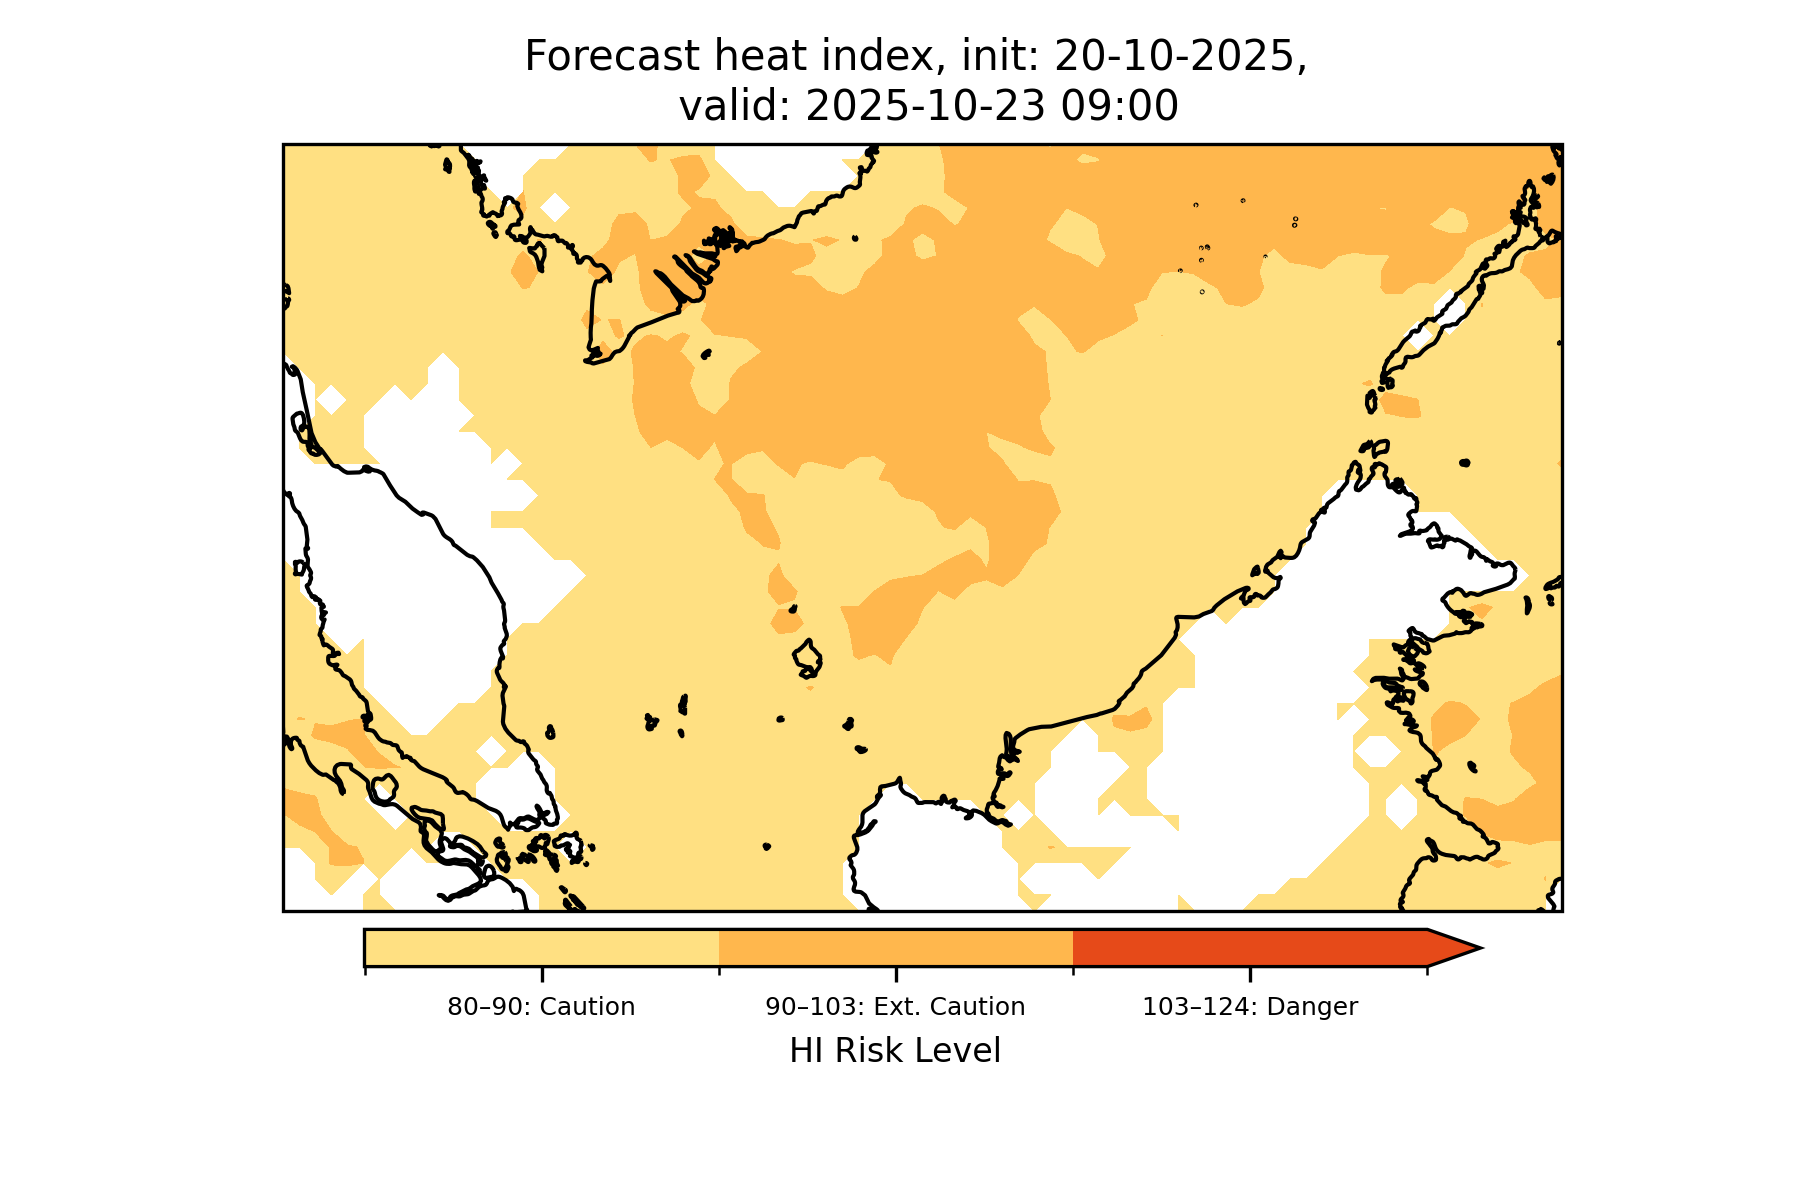 Forecast heat index, init: 20-10-2025,
valid: 2025-10-23 09:00
80–90: Caution
90–103: Ext. Caution
103–124: Danger
HI Risk Level